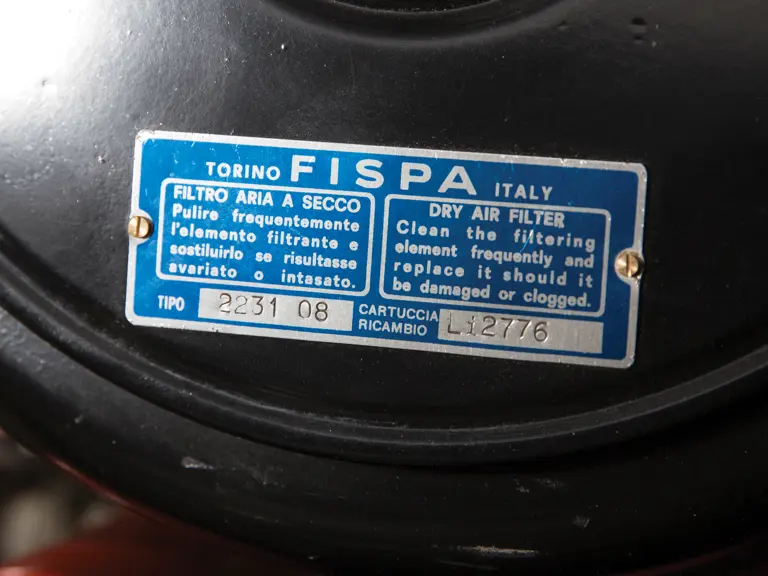 TORINO FISPA ITALY
FILTRO ARIA A SECCO
Pulire frequentemente
l'elemento filtrante e
sostiluirlo se risultasse
avariato o intasato.
DRY AIR FILTER
Clean the filtering
element frequently and
replace it should it
be damaged or clogged.
TIPO 2231 08
CARTUCCIA
RICAMBIO Li2776